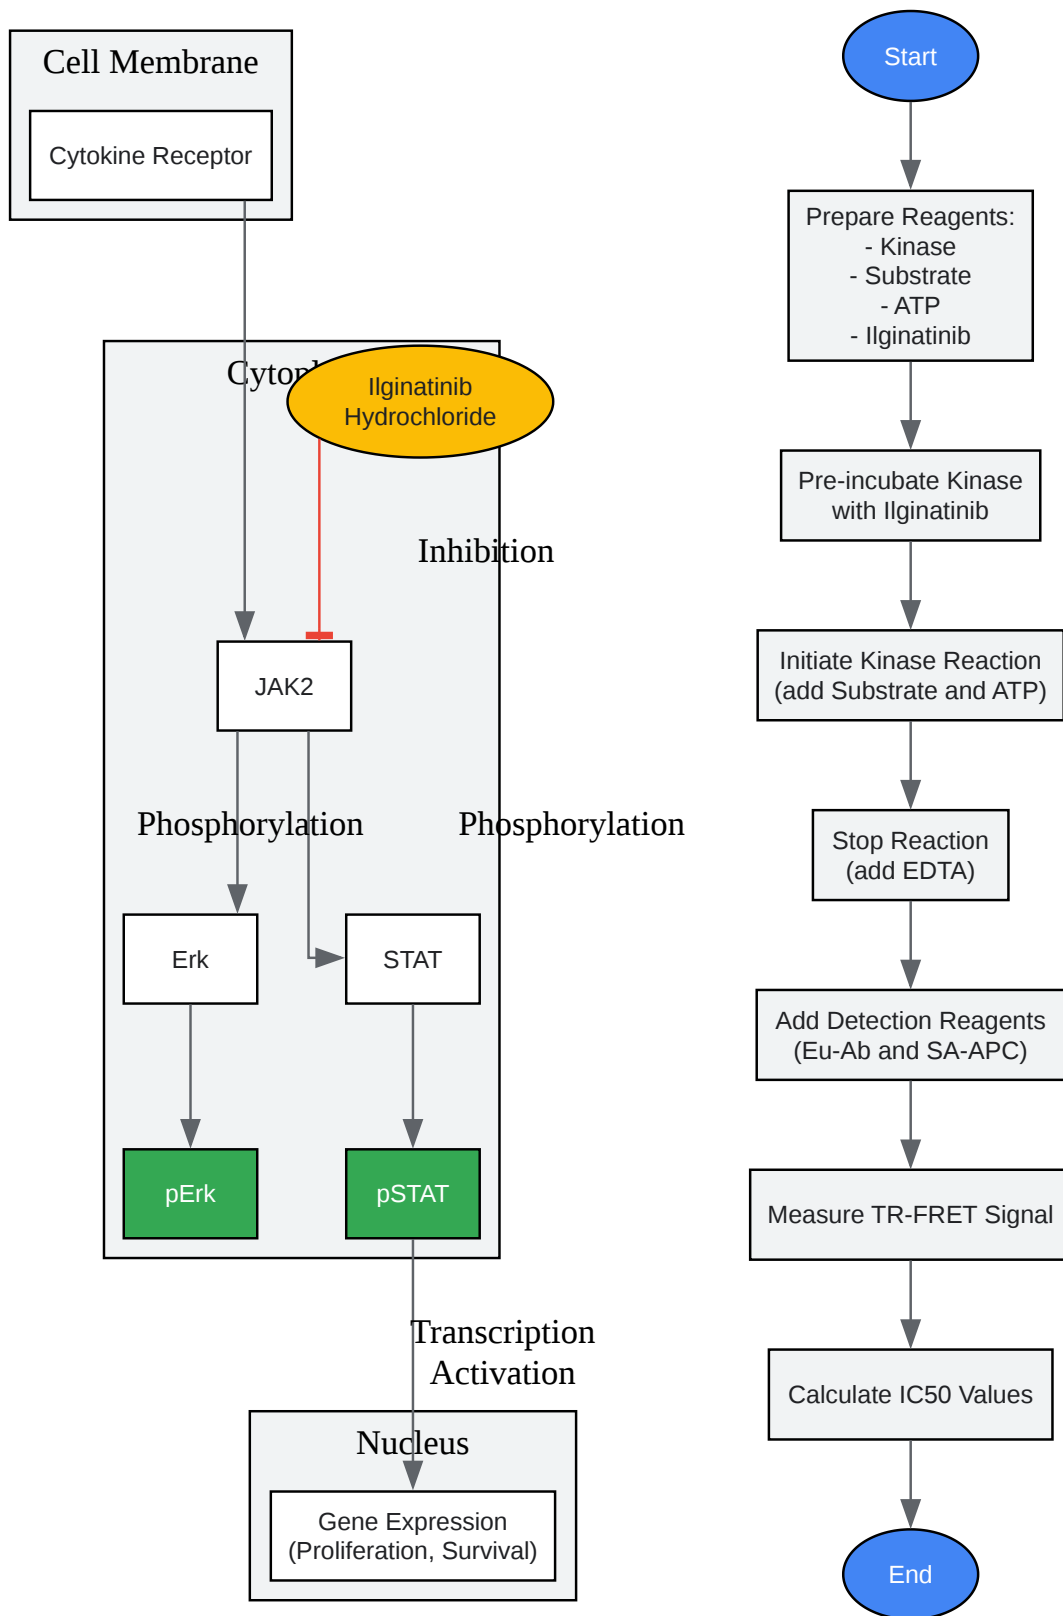 Cell Membrane
Cytokine Receptor
Ilginatinib
Hydrochloride
Inhibition
JAK2
Phosphorylation
Phosphorylation
Erk
STAT
pErk
pSTAT
Transcription
Activation
Nucleus
Gene Expression
(Proliferation, Survival)
Start
Prepare Reagents:
- Kinase
- Substrate
- ATP
- Ilginatinib
Pre-incubate Kinase
with Ilginatinib
Initiate Kinase Reaction
(add Substrate and ATP)
Stop Reaction
(add EDTA)
Add Detection Reagents
(Eu-Ab and SA-APC)
Measure TR-FRET Signal
Calculate IC50 Values
End